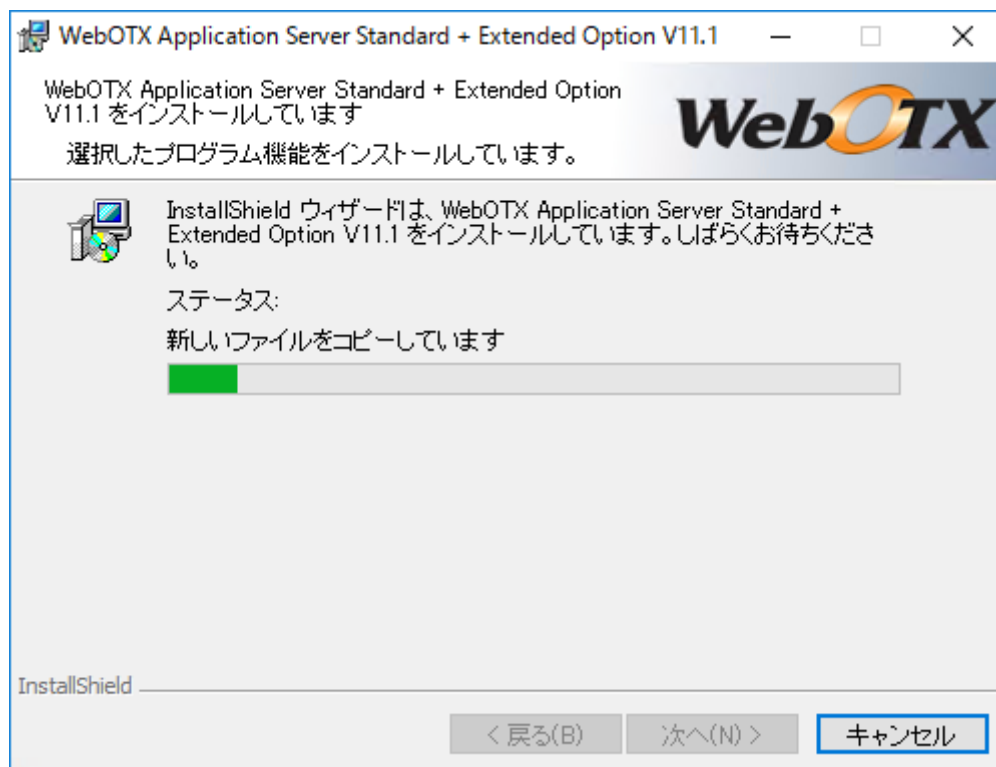 WebOTX Application Server Standard + Extended Option V11.1
WebOTX Application Server Standard + Extended Option
V11.1 をインストールしています
選択したプログラム機能をインストールしています。
WebOTX
InstallShield ウィザードは、WebOTX Application Server Standard +
Extended Option V11.1 をインストールしています。しばらくお待ちくださ
い。
ステータス:
新しいファイルをコピーしています
InstallShield
< 戻る(B)
次へ(N) >
キャンセル